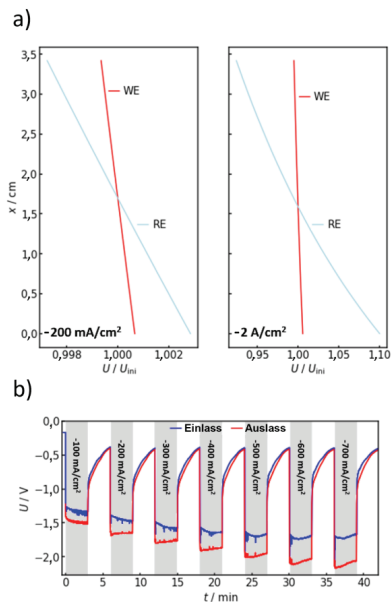 a)
3,5
3,0
2,5
2,0
1,5
1,0
0,5
0,0
x / cm
WE
RE
-200 mA/cm²
0,998 1,000 1,002
U / Uini
WE
RE
-2 A/cm²
0,95 1,00 1,05 1,10
U / Uini
b)
Einlass Auslass
0,0
-0,5
-1,0
-1,5
-2,0
U / V
-100 mA/cm²
-200 mA/cm²
-300 mA/cm²
-400 mA/cm²
-500 mA/cm²
-600 mA/cm²
-700 mA/cm²
0 5 10 15 20 25 30 35 40
t / min